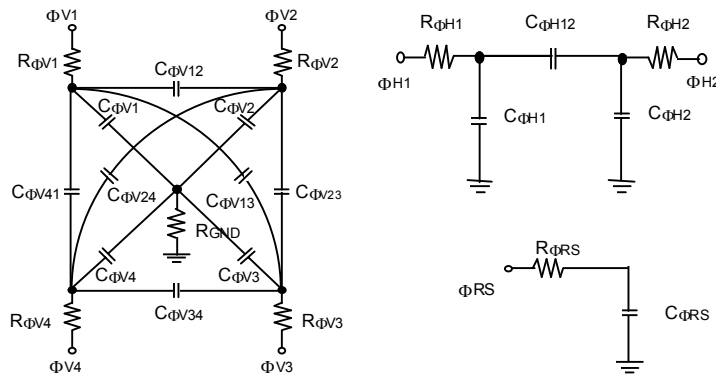 ΦV1 ΦV2
RΦV1 CΦV12 RΦV2
CΦV1 CΦV2
CΦV41 CΦV24 CΦV13 CΦV23
RGND
CΦV4 CΦV3
RΦV4 CΦV34 RΦV3
ΦV4 ΦV3
RΦH1 CΦH12 RΦH2
ΦH1 ΦH2
CΦH1 CΦH2
RΦRS
ΦRS
CΦRS